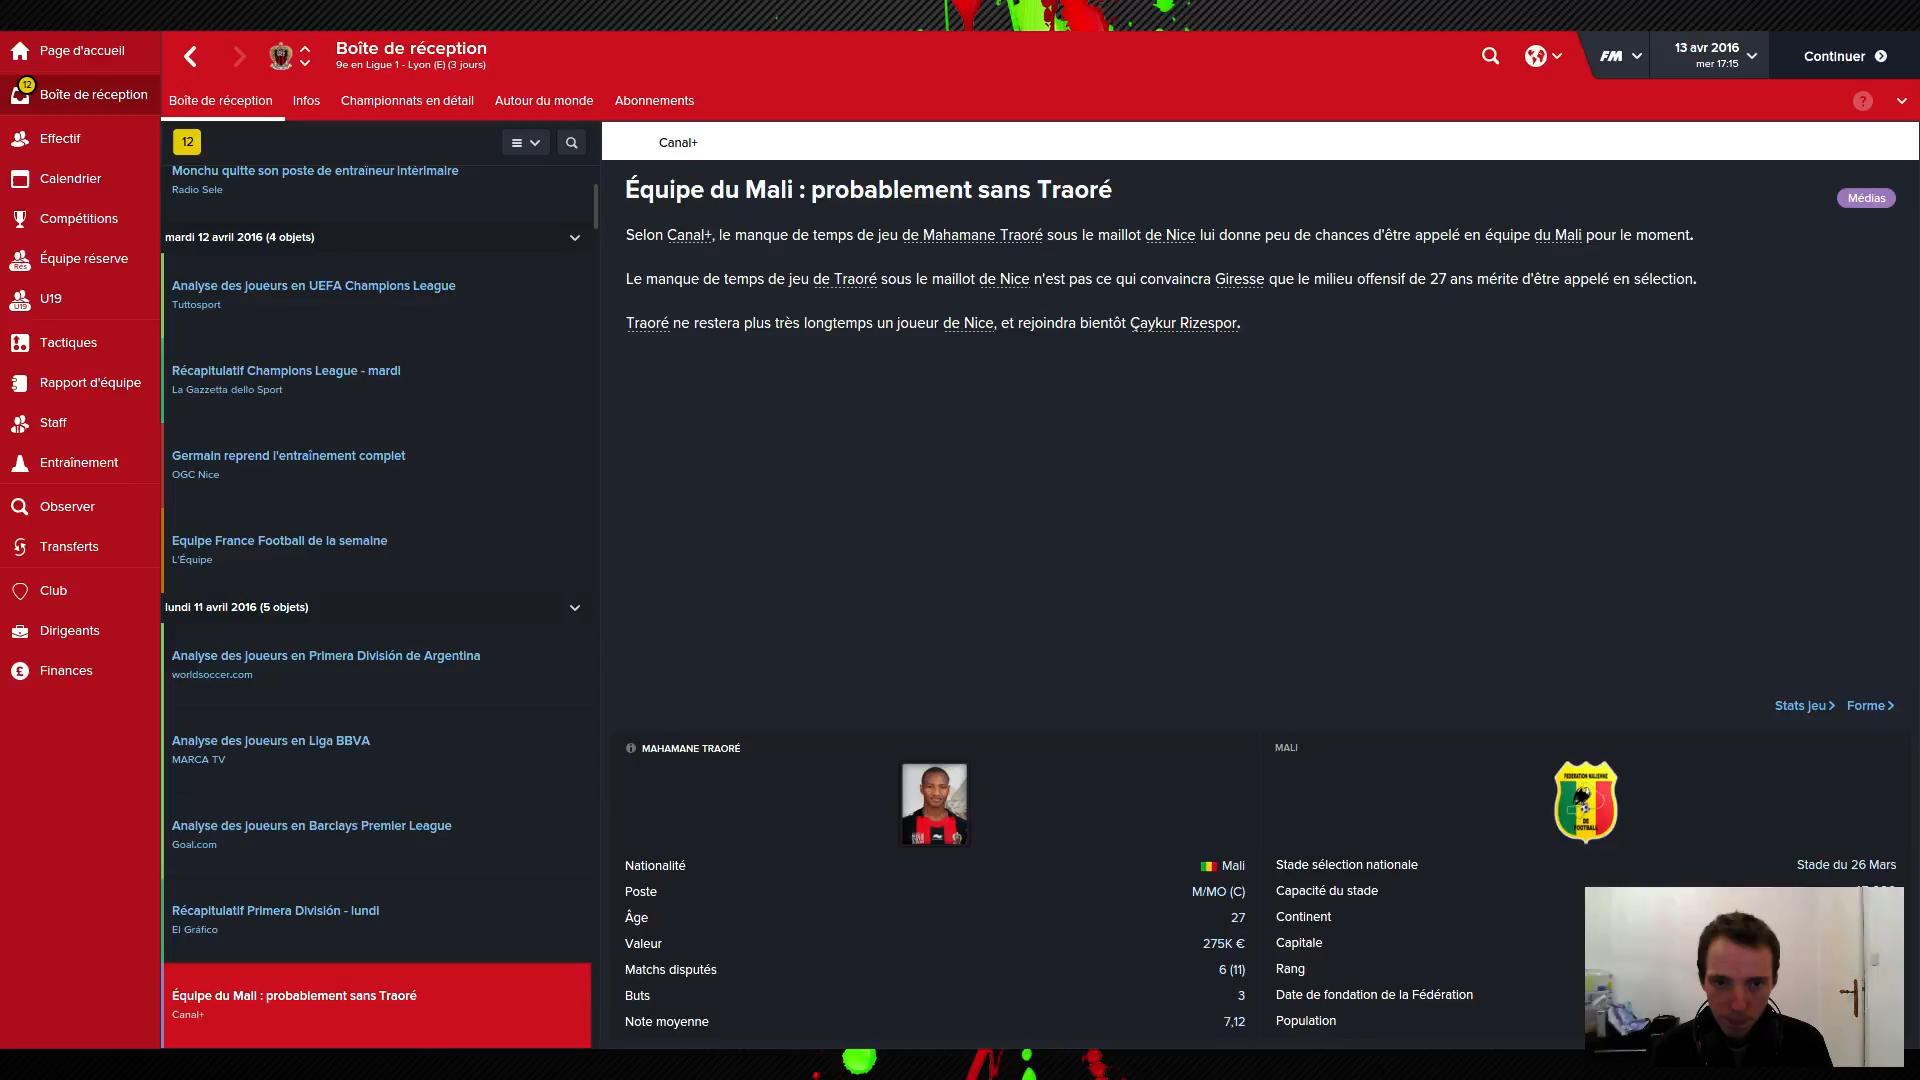 Page d'accueil
12
Boîte de réception
Effectif
Calendrier
Compétitions
Équipe réserve
U19
Tactiques
Rapport d'équipe
Staff
Entraînement
Observer
Transferts
Club
Dirigeants
Finances
Boîte de réception
9e en Ligue 1 - Lyon (E) (3 jours)
FM
13 avr 2016
mer 17:15
Continuer
Boîte de réception
Infos
Championnats en détail
Autour du monde
Abonnements
12
Monchu quitte son poste de entraîneur Intérimaire
Radio Sele
mardi 12 avril 2016 (4 objets)
Analyse des joueurs en UEFA Champions League
Tuttosport
Récapitulatif Champions League - mardi
La Gazzetta dello Sport
Germain reprend l'entraînement complet
OGC Nice
Equipe France Football de la semaine
L'Équipe
lundi 11 avril 2016 (5 objets)
Analyse des joueurs en Primera División de Argentina
worldsoccer.com
Analyse des joueurs en Liga BBVA
MARCA TV
Analyse des joueurs en Barclays Premier League
Goal.com
Récapitulatif Primera División - lundi
El Gráfico
Équipe du Mali : probablement sans Traoré
Canal+
Canal+
Équipe du Mali : probablement sans Traoré
Médias
Selon Canal+, le manque de temps de jeu de Mahamane Traoré sous le maillot de Nice lui donne peu de chances d'être appelé en équipe du Mali pour le moment.
Le manque de temps de jeu de Traoré sous le maillot de Nice n'est pas ce qui convaincra Giresse que le milieu offensif de 27 ans mérite d'être appelé en sélection.
Traoré ne restera plus très longtemps un joueur de Nice, et rejoindra bientôt Çaykur Rizespor.
Stats jeu
Forme
MAHAMANE TRAORÉ
Nationalité Mali
Poste M/MO (C)
Âge 27
Valeur 275K €
Matchs disputés 6 (11)
Buts 3
Note moyenne 7,12
MALI
Stade sélection nationale Stade du 26 Mars
Capacité du stade
Continent
Capitale
Rang
Date de fondation de la Fédération
Population